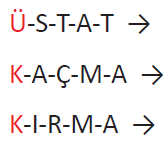 Ü-S-T-A-T →
K-A-Ç-M-A →
K-I-R-M-A →